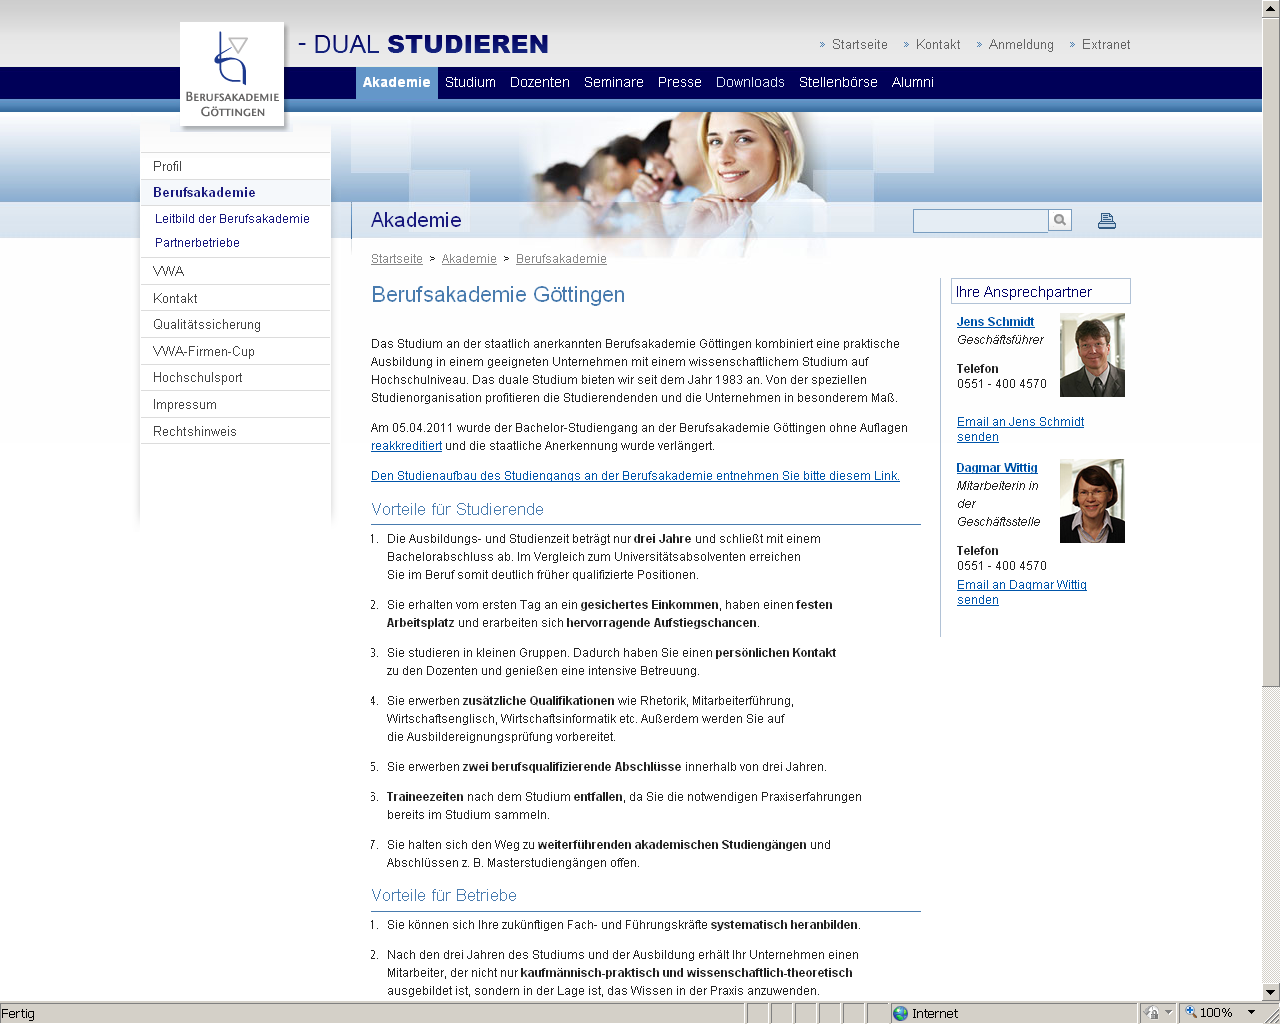 - DUAL STUDIEREN
Startseite Kontakt Anmeldung Extranet
BERUFSAKADEMIE
GÖTTINGEN
Akademie Studium Dozenten Seminare Presse Downloads Stellenbörse Alumni
Profil
Berufsakademie
Leitbild der Berufsakademie
Partnerbetriebe
VWA
Kontakt
Qualitätssicherung
VWA-Firmen-Cup
Hochschulsport
Impressum
Rechtshinweis
Akademie
Startseite > Akademie > Berufsakademie
Berufsakademie Göttingen
Das Studium an der staatlich anerkannten Berufsakademie Göttingen kombiniert eine praktische
Ausbildung in einem geeigneten Unternehmen mit einem wissenschaftlichem Studium auf
Hochschulniveau. Das duale Studium bieten wir seit dem Jahr 1983 an. Von der speziellen
Studienorganisation profitieren die Studierendenden und die Unternehmen in besonderem Maß.
Am 05.04.2011 wurde der Bachelor-Studiengang an der Berufsakademie Göttingen ohne Auflagen
reakkreditiert und die staatliche Anerkennung wurde verlängert.
Den Studienaufbau des Studiengangs an der Berufsakademie entnehmen Sie bitte diesem Link.
Vorteile für Studierende
1. Die Ausbildungs- und Studienzeit beträgt nur drei Jahre und schließt mit einem
Bachelorabschluss ab. Im Vergleich zum Universitätsabsolventen erreichen
Sie im Beruf somit deutlich früher qualifizierte Positionen.
2. Sie erhalten vom ersten Tag an ein gesichertes Einkommen, haben einen festen
Arbeitsplatz und erarbeiten sich hervorragende Aufstiegschancen.
3. Sie studieren in kleinen Gruppen. Dadurch haben Sie einen persönlichen Kontakt
zu den Dozenten und genießen eine intensive Betreuung.
4. Sie erwerben zusätzliche Qualifikationen wie Rhetorik, Mitarbeiterführung,
Wirtschaftsenglisch, Wirtschaftsinformatik etc. Außerdem werden Sie auf
die Ausbildereignungsprüfung vorbereitet.
5. Sie erwerben zwei berufsqualifizierende Abschlüsse innerhalb von drei Jahren.
6. Traineezeiten nach dem Studium entfallen, da Sie die notwendigen Praxiserfahrungen
bereits im Studium sammeln.
7. Sie halten sich den Weg zu weiterführenden akademischen Studiengängen und
Abschlüssen z. B. Masterstudiengängen offen.
Vorteile für Betriebe
1. Sie können sich Ihre zukünftigen Fach- und Führungskräfte systematisch heranbilden.
2. Nach den drei Jahren des Studiums und der Ausbildung erhält Ihr Unternehmen einen
Mitarbeiter, der nicht nur kaufmännisch-praktisch und wissenschaftlich-theoretisch
ausgebildet ist, sondern in der Lage ist, das Wissen in der Praxis anzuwenden.
Ihre Ansprechpartner
Jens Schmidt
Geschäftsführer
Telefon
0551 - 400 4570
Email an Jens Schmidt
senden
Dagmar Wittig
Mitarbeiterin in
der
Geschäftsstelle
Telefon
0551 - 400 4570
Email an Dagmar Wittig
senden
Fertig Internet 100%